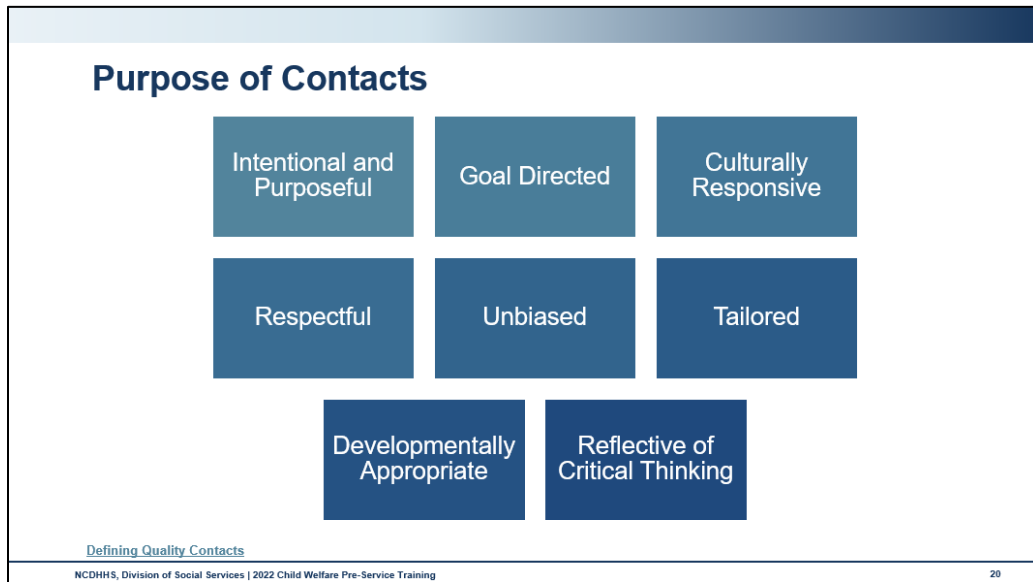 Purpose of Contacts
Intentional and
Purposeful
Goal Directed
Culturally
Responsive
Respectful
Unbiased
Tailored
Developmentally
Appropriate
Reflective of
Critical Thinking
Defining Quality Contacts
NCDHHS, Division of Social Services | 2022 Child Welfare Pre-Service Training
20